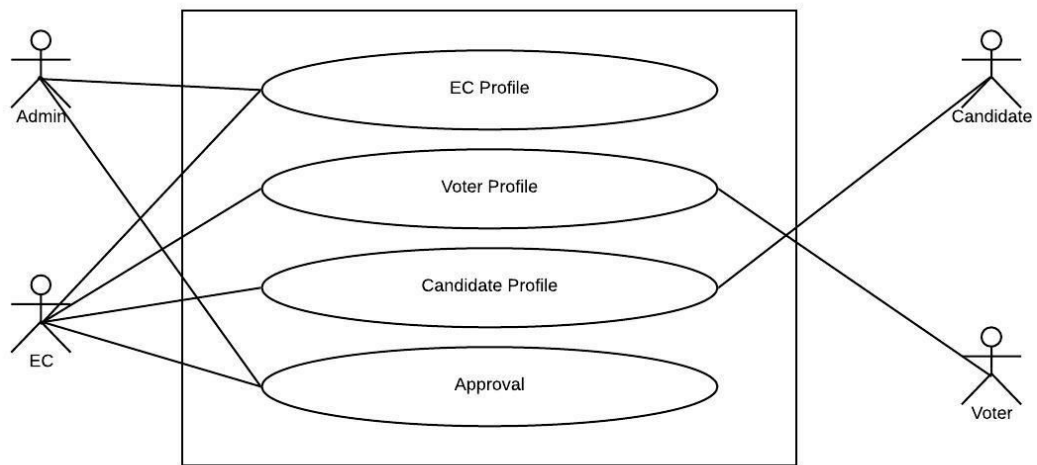 EC Profile
Admin
Candidate
Voter Profile
Candidate Profile
EC
Approval
Voter